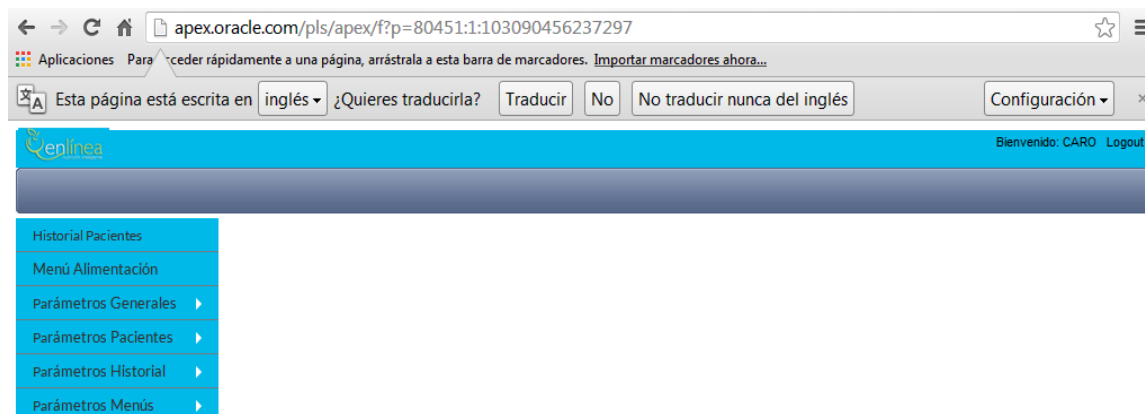 apex.oracle.com/pls/apex/f?p=80451:1:103090456237297
Aplicaciones Para acceder rápidamente a una página, arrástrala a esta barra de marcadores. Importar marcadores ahora...
Esta página está escrita en inglés ¿Quieres traducirla? Traducir No No traducir nunca del inglés Configuración
enlínea
Bienvenido: CARO Logout
Historial Pacientes
Menú Alimentación
Parámetros Generales
Parámetros Pacientes
Parámetros Historial
Parámetros Menús